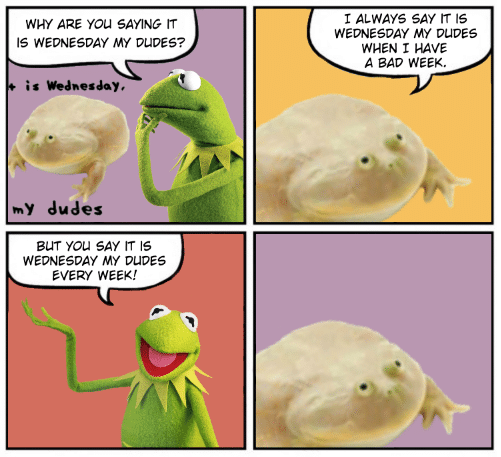 WHY ARE YOU SAYING IT
IS WEDNESDAY MY DUDES?
t is Wednesday,
my dudes
I ALWAYS SAY IT IS
WEDNESDAY MY DUDES
WHEN I HAVE
A BAD WEEK.
BUT YOU SAY IT IS
WEDNESDAY MY DUDES
EVERY WEEK!